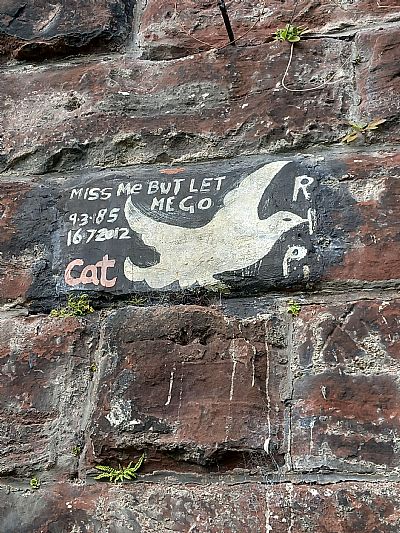 MISS Me BUT LET
ME GO
9·3·85
16·7·2012
Cat
R
I
P